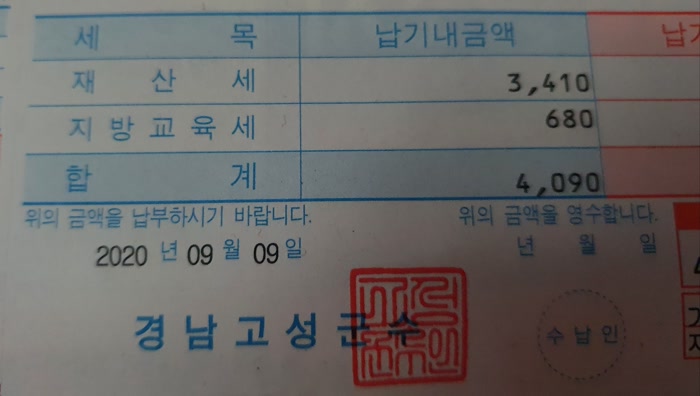 세 목 납기내금액 납기
재 산 세 3,410
지 방 교 육 세 680
합 계 4,090
위의 금액을 납부하시기 바랍니다. 위의 금액을 영수합니다.
2020 년 09 월 09 일 년 월 일
경 남 고 성 군 수
수 납 인